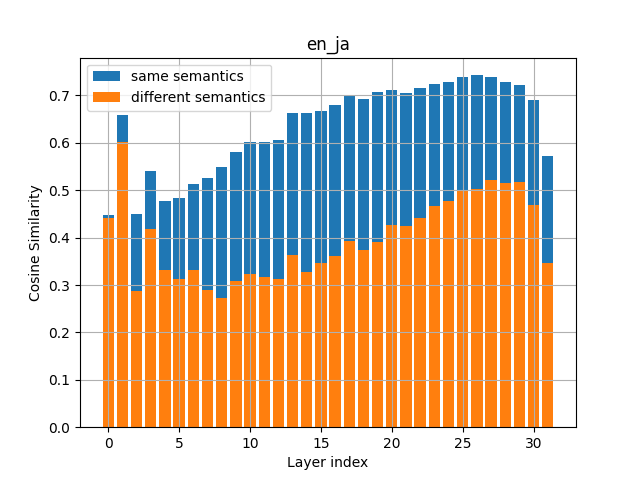 en_ja
same semantics
different semantics
Cosine Similarity
0.7
0.6
0.5
0.4
0.3
0.2
0.1
0.0
0 5 10 15 20 25 30
Layer index